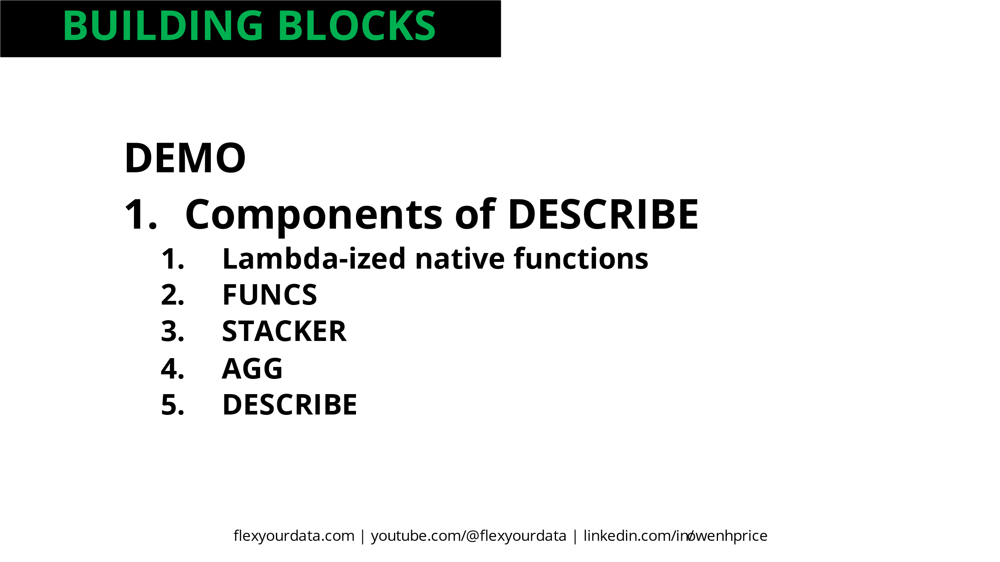 BUILDING BLOCKS
DEMO
1. Components of DESCRIBE
1. Lambda-ized native functions
2. FUNCS
3. STACKER
4. AGG
5. DESCRIBE
flexyourdata.com | youtube.com/@flexyourdata | linkedin.com/in/owenhprice